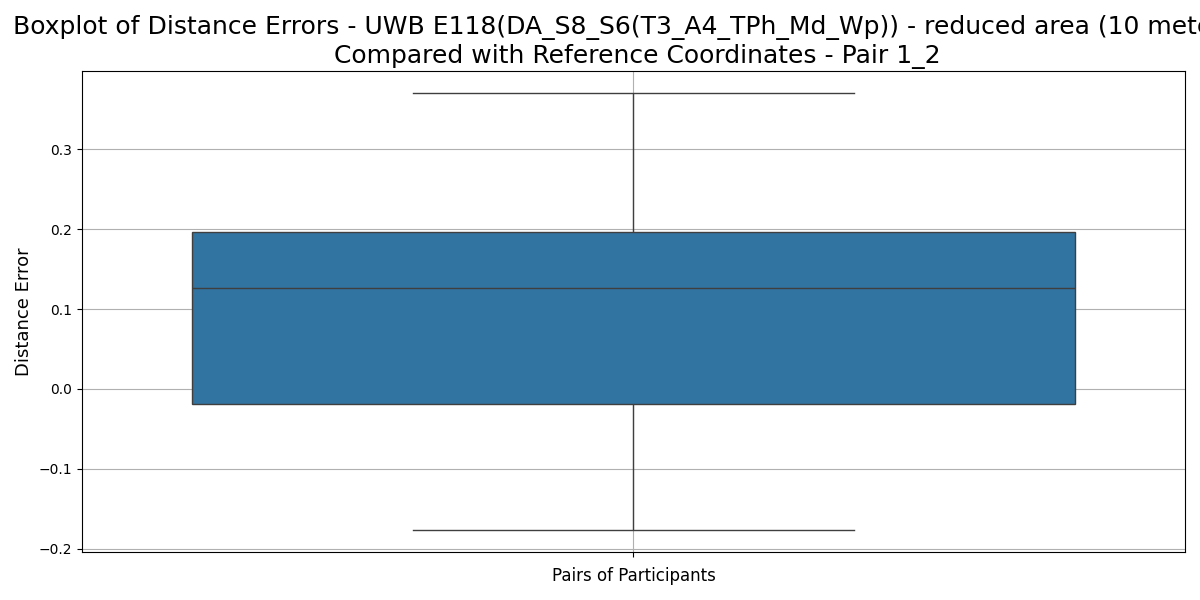 Boxplot of Distance Errors - UWB E118(DA_S8_S6(T3_A4_TPh_Md_Wp)) - reduced area (10
Compared with Reference Coordinates - Pair 1_2
0.3
0.2
0.1
0.0
−0.1
−0.2
Distance Error
Pairs of Participants